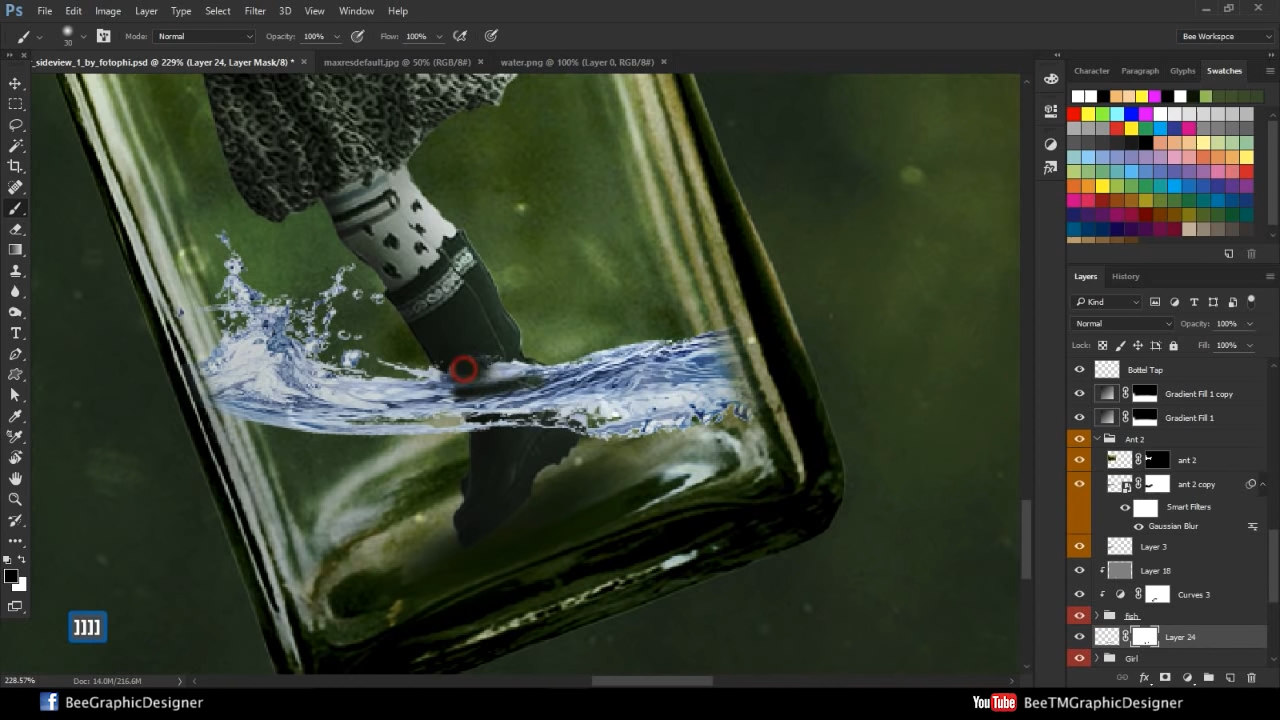 Ps File Edit Image Layer Type Select Filter 3D View Window Help
30 Mode: Normal Opacity: 100% Flow: 100% Bee Workspce
_sideview_1_by_fotophi.psd @ 229% (Layer 24, Layer Mask/8) * × maxresdefault.jpg @ 50% (RGB/8#) × water.png @ 100% (Layer 0, RGB/8#) ×
Character Paragraph Glyphs Swatches
Layers History
Kind
Normal Opacity: 100%
Lock: Fill: 100%
Bottel Tap
Gradient Fill 1 copy
Gradient Fill 1
Ant 2
ant 2
ant 2 copy
Smart Filters
Gaussian Blur
Layer 3
Layer 18
Curves 3
fish
Layer 24
Girl
]]]]
228.57% Doc: 14.0M/216.6M
BeeGraphicDesigner
YouTube BeeTMGraphicDesigner